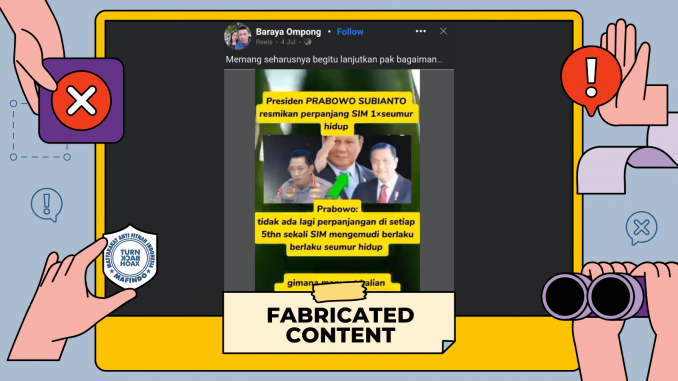 Baraya Ompong • Follow
Reels · 4 Jul ·
Memang seharusnya begitu lanjutkan pak bagaiman...
Presiden PRABOWO SUBIANTO
resmikan perpanjang SIM 1×seumur
hidup
Prabowo:
tidak ada lagi perpanjangan di setiap
5thn sekali SIM mengemudi berlaku
berlaku seumur hidup
MASYARAKAT ANTI FITNAH INDONESIA
TURN
BACK
HOAX
MAFINDO
FABRICATED
CONTENT